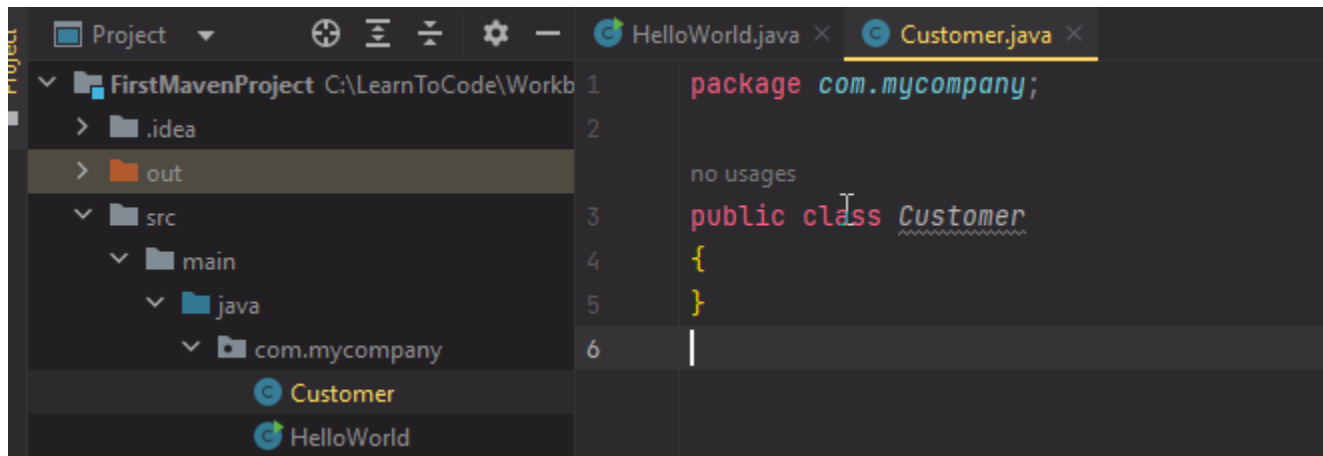 Project
Project
HelloWorld.java
Customer.java
FirstMavenProject C:\LearnToCode\Workb
.idea
out
src
main
java
com.mycompany
Customer
HelloWorld
1 package com.mycompany;
2
no usages
3 public class Customer
4 {
5 }
6